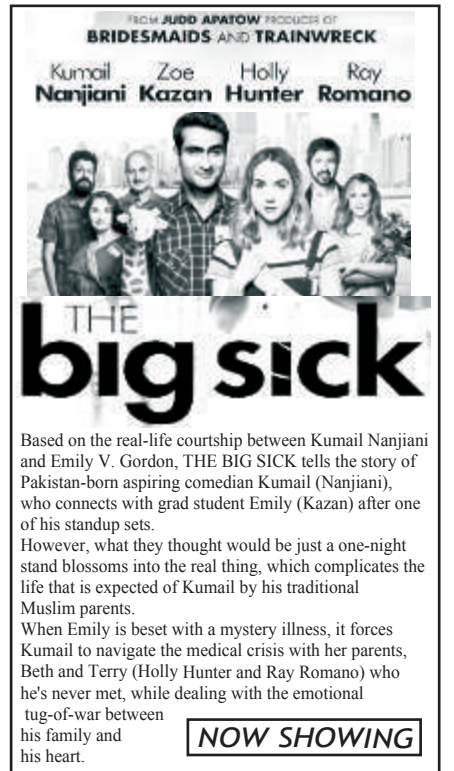 FROM JUDD APATOW PRODUCER OF
BRIDESMAIDS AND TRAINWRECK
Kumail Zoe Holly Ray
Nanjiani Kazan Hunter Romano
THE
big sick
Based on the real-life courtship between Kumail Nanjiani
and Emily V. Gordon, THE BIG SICK tells the story of
Pakistan-born aspiring comedian Kumail (Nanjiani),
who connects with grad student Emily (Kazan) after one
of his standup sets.
However, what they thought would be just a one-night
stand blossoms into the real thing, which complicates the
life that is expected of Kumail by his traditional
Muslim parents.
When Emily is beset with a mystery illness, it forces
Kumail to navigate the medical crisis with her parents,
Beth and Terry (Holly Hunter and Ray Romano) who
he's never met, while dealing with the emotional
tug-of-war between
his family and
his heart.
NOW SHOWING